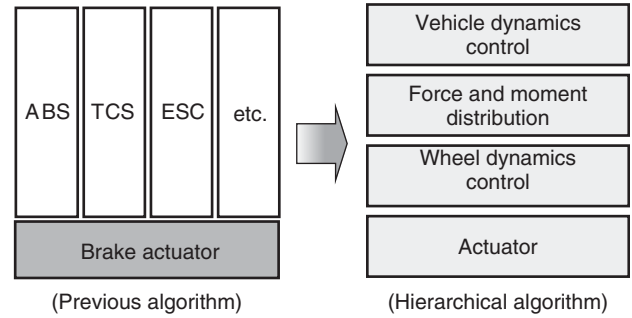 ABS
TCS
ESC
etc.
Brake actuator
(Previous algorithm)
Vehicle dynamics
control
Force and moment
distribution
Wheel dynamics
control
Actuator
(Hierarchical algorithm)